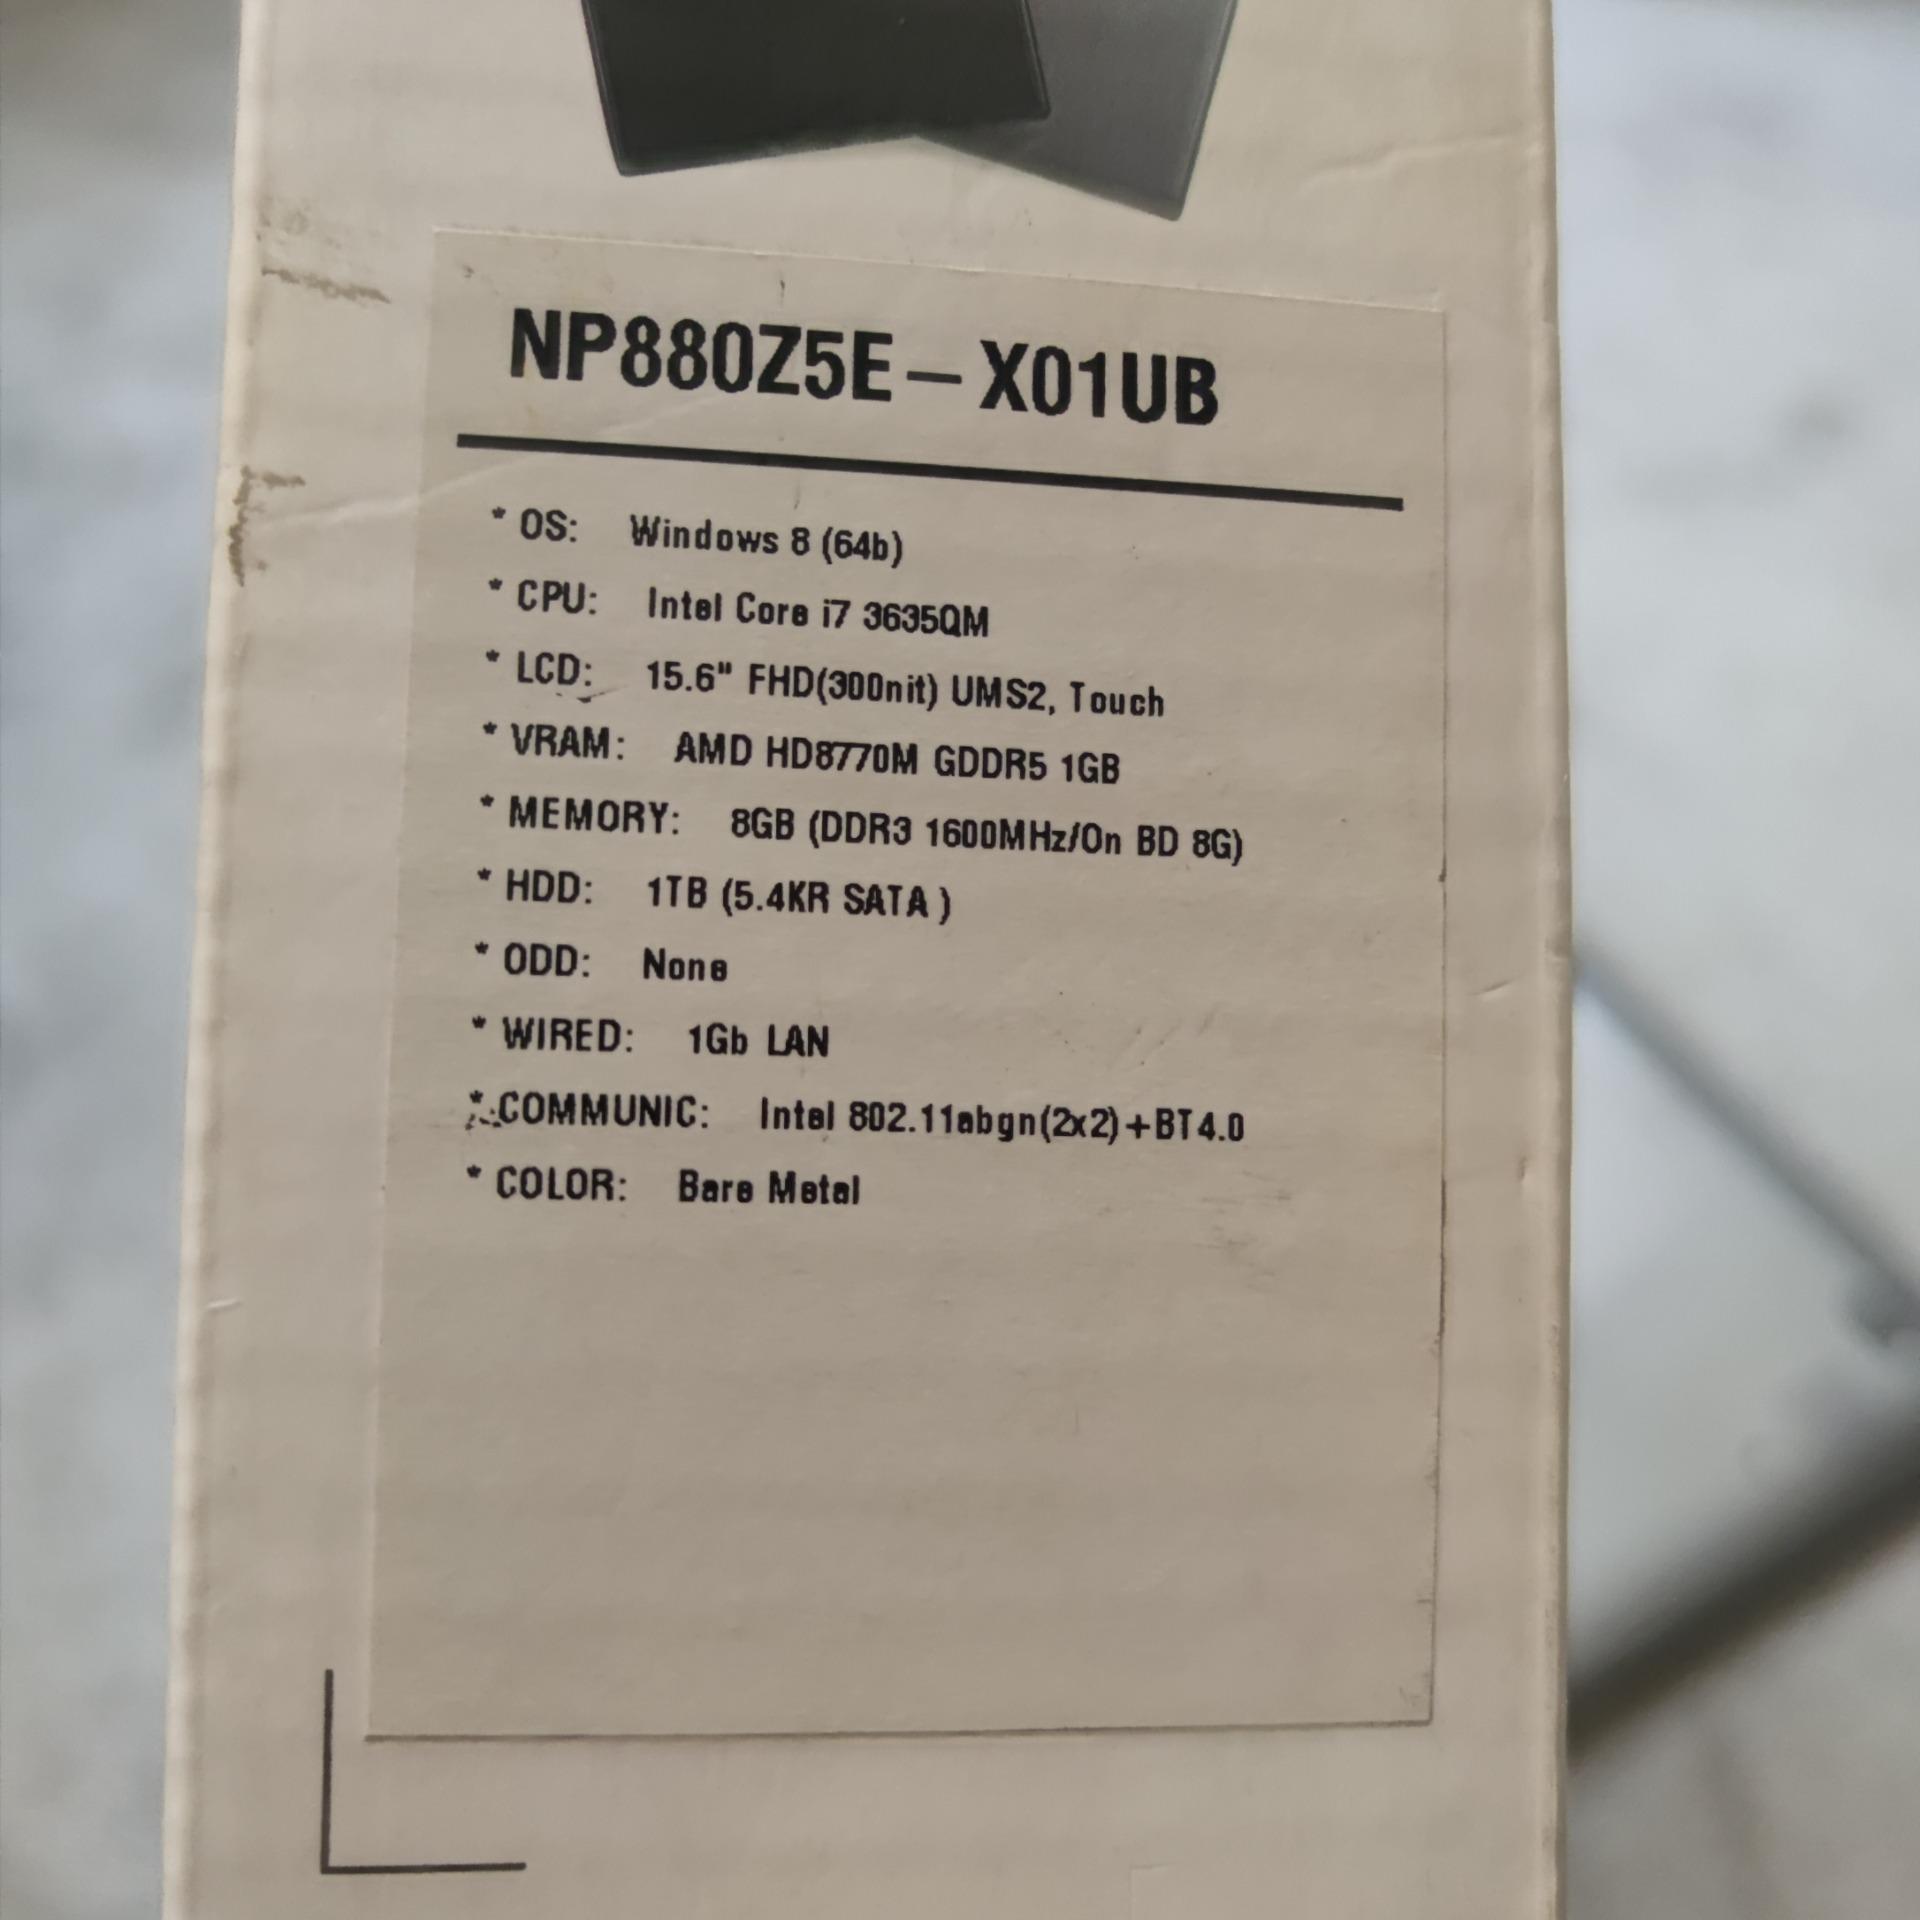 NP880Z5E – X01UB
* OS: Windows 8 (64b)
* CPU: Intel Core i7 3635QM
* LCD: 15.6" FHD(300nit) UMS2, Touch
* VRAM: AMD HD8770M GDDR5 1GB
* MEMORY: 8GB (DDR3 1600MHz/On BD 8G)
* HDD: 1TB (5.4KR SATA )
* ODD: None
* WIRED: 1Gb LAN
* COMMUNIC: Intel 802.11abgn(2x2)+BT4.0
* COLOR: Bare Metal